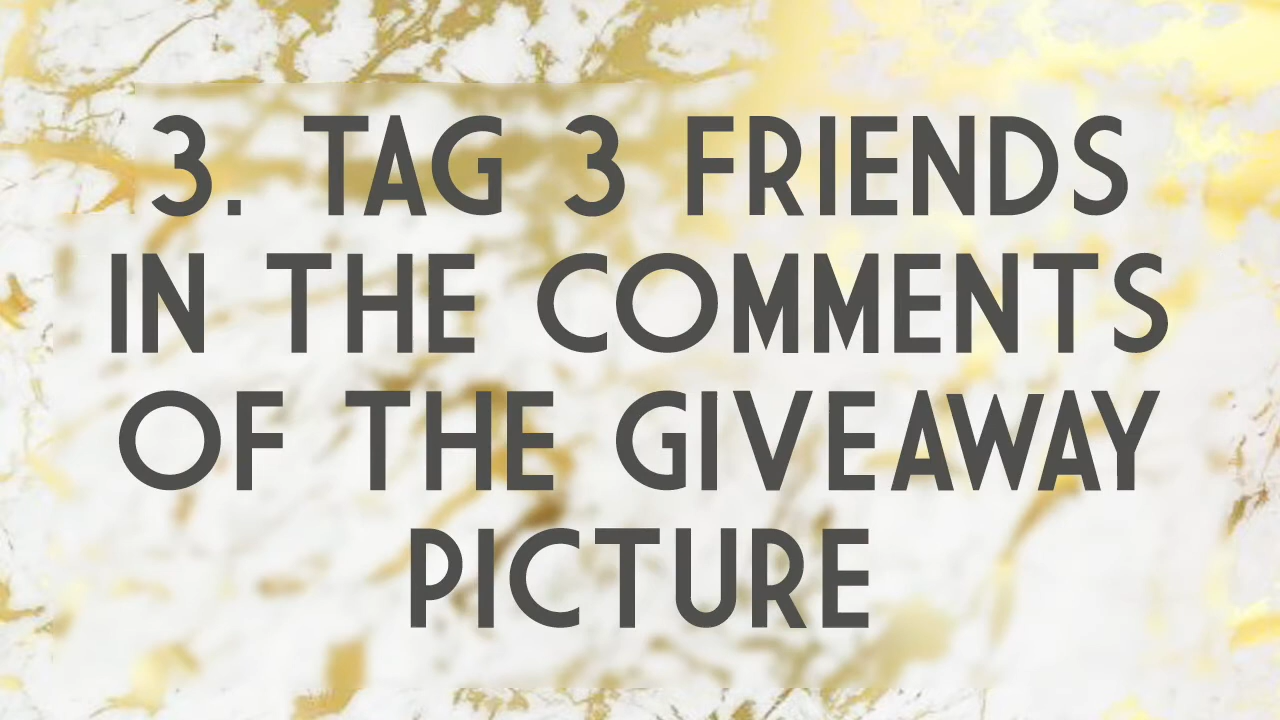 3. TAG 3 FRIENDS
IN THE COMMENTS
OF THE GIVEAWAY
PICTURE